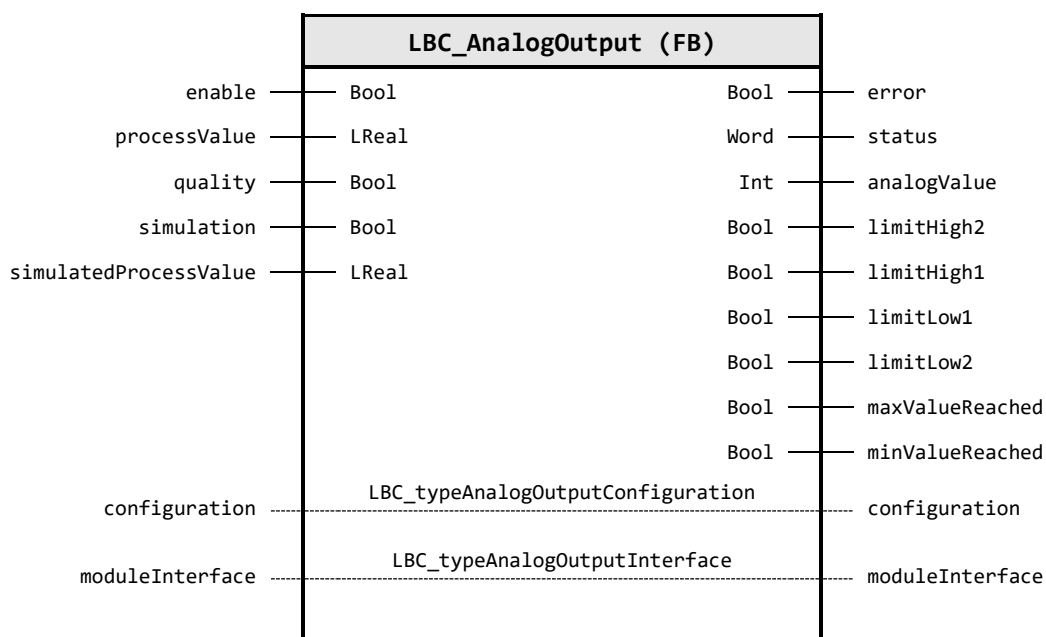 LBC_AnalogOutput (FB)
enable Bool Bool error
processValue LReal Word status
quality Bool Int analogValue
simulation Bool Bool limitHigh2
simulatedProcessValue LReal Bool limitHigh1
Bool limitLow1
Bool limitLow2
Bool maxValueReached
Bool minValueReached
configuration LBC_typeAnalogOutputConfiguration configuration
moduleInterface LBC_typeAnalogOutputInterface moduleInterface